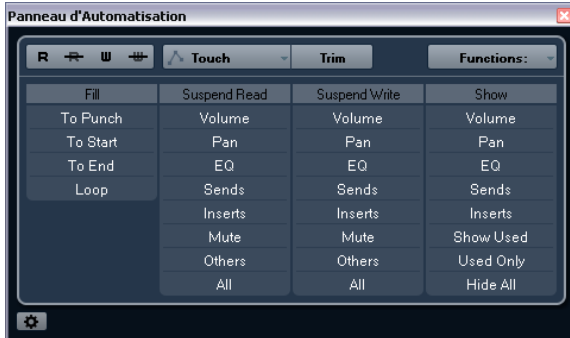 Panneau d'Automatisation
R R W W Touch Trim Functions:
Fill Suspend Read Suspend Write Show
To Punch Volume Volume Volume
To Start Pan Pan Pan
To End EQ EQ EQ
Loop Sends Sends Sends
Inserts Inserts Inserts
Mute Mute Show Used
Others Others Used Only
All All Hide All